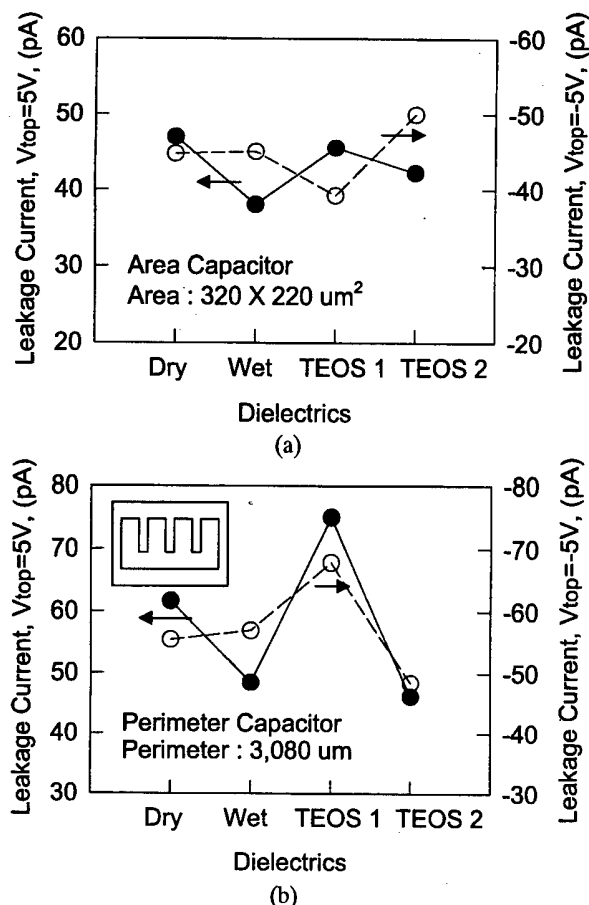 Leakage Current, Vtop=5V, (pA)
60
50
40
30
20
Area Capacitor
Area : 320 X 220 um²
-60
-50
-40
-30
-20
Leakage Current, Vtop=-5V, (pA)
Dry Wet TEOS 1 TEOS 2
Dielectrics
(a)
Leakage Current, Vtop=5V, (pA)
80
70
60
50
40
30
Perimeter Capacitor
Perimeter : 3,080 um
-80
-70
-60
-50
-40
-30
Leakage Current, Vtop=-5V, (pA)
Dry Wet TEOS 1 TEOS 2
Dielectrics
(b)